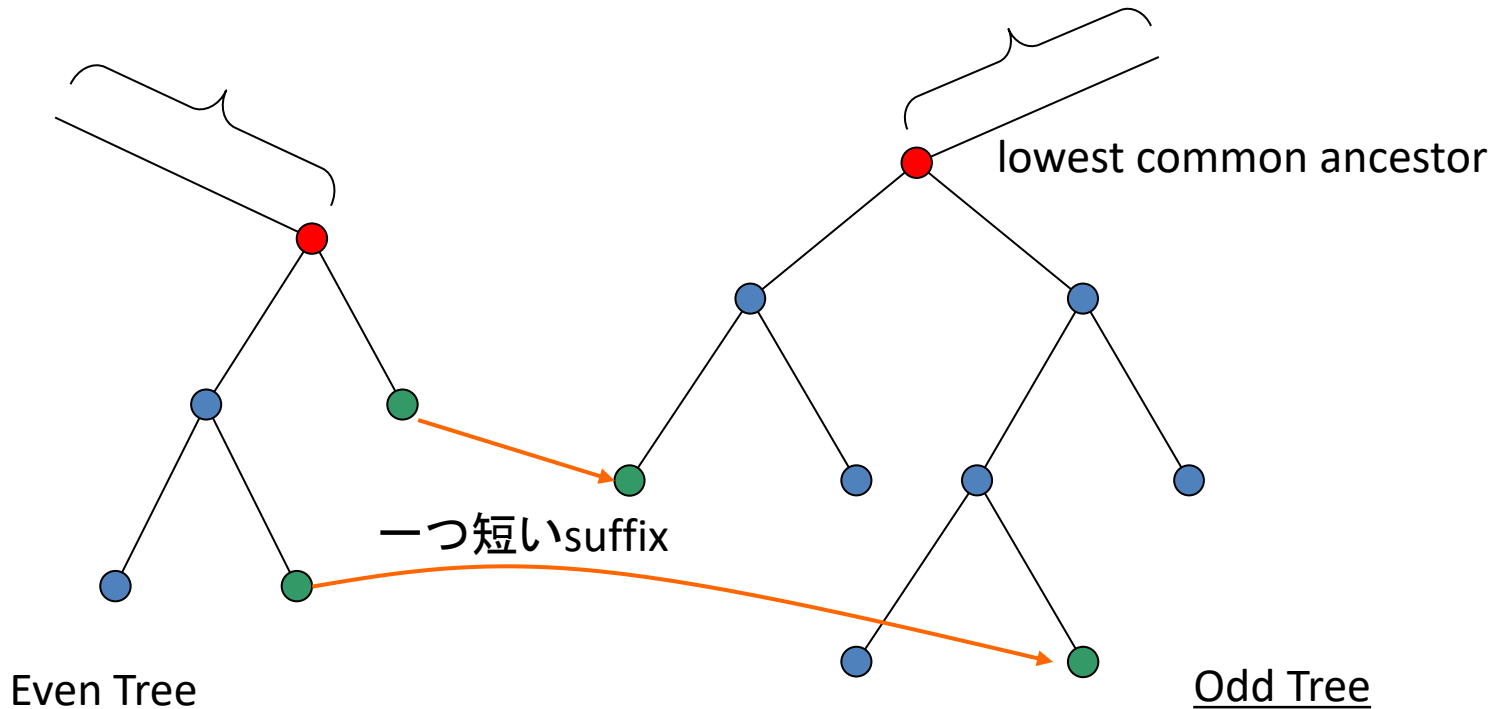 lowest common ancestor
一つ短いsuffix
Even Tree
Odd Tree